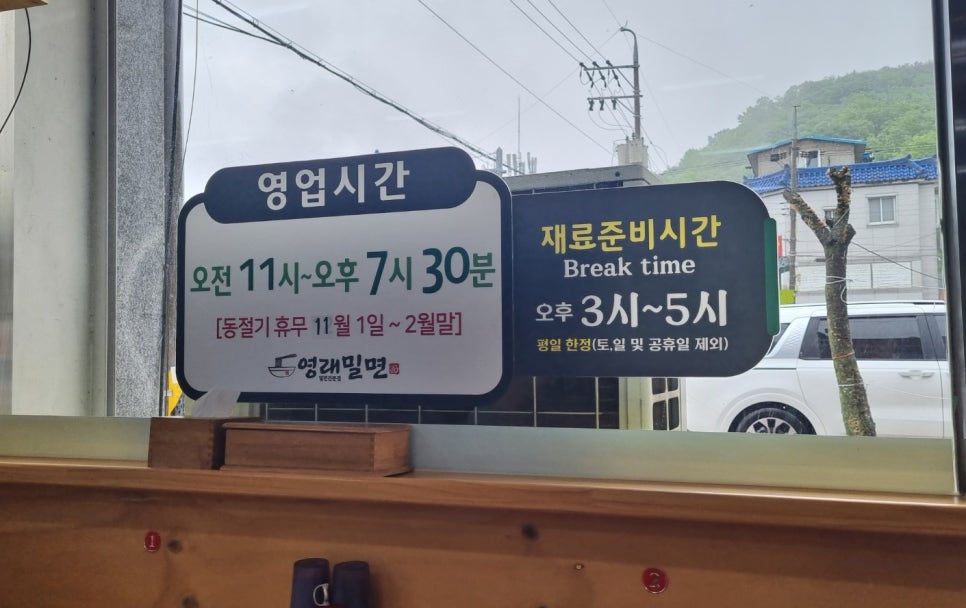 영업시간
오전 11시~오후 7시 30분
[동절기 휴무 11월 1일 ~ 2월말]
영래밀면
재료준비시간
Break time
오후 3시~5시
평일 한정(토,일 및 공휴일 제외)
1
2